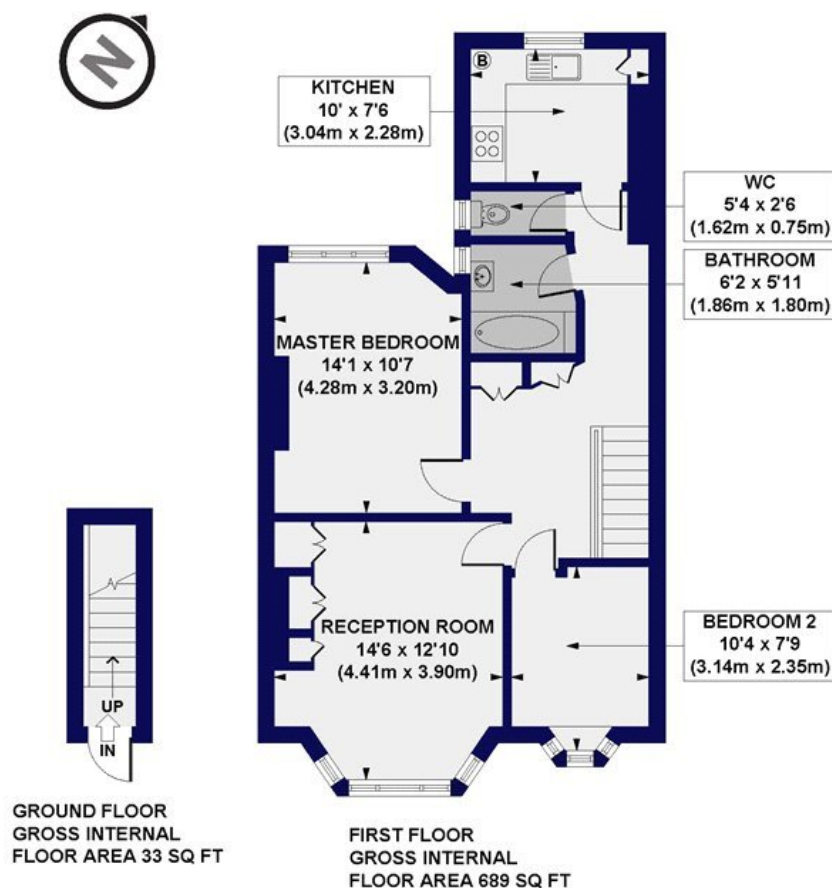 N
KITCHEN
10' x 7'6
(3.04m x 2.28m)
B
WC
5'4 x 2'6
(1.62m x 0.75m)
BATHROOM
6'2 x 5'11
(1.86m x 1.80m)
MASTER BEDROOM
14'1 x 10'7
(4.28m x 3.20m)
RECEPTION ROOM
14'6 x 12'10
(4.41m x 3.90m)
BEDROOM 2
10'4 x 7'9
(3.14m x 2.35m)
UP
IN
GROUND FLOOR
GROSS INTERNAL
FLOOR AREA 33 SQ FT
FIRST FLOOR
GROSS INTERNAL
FLOOR AREA 689 SQ FT